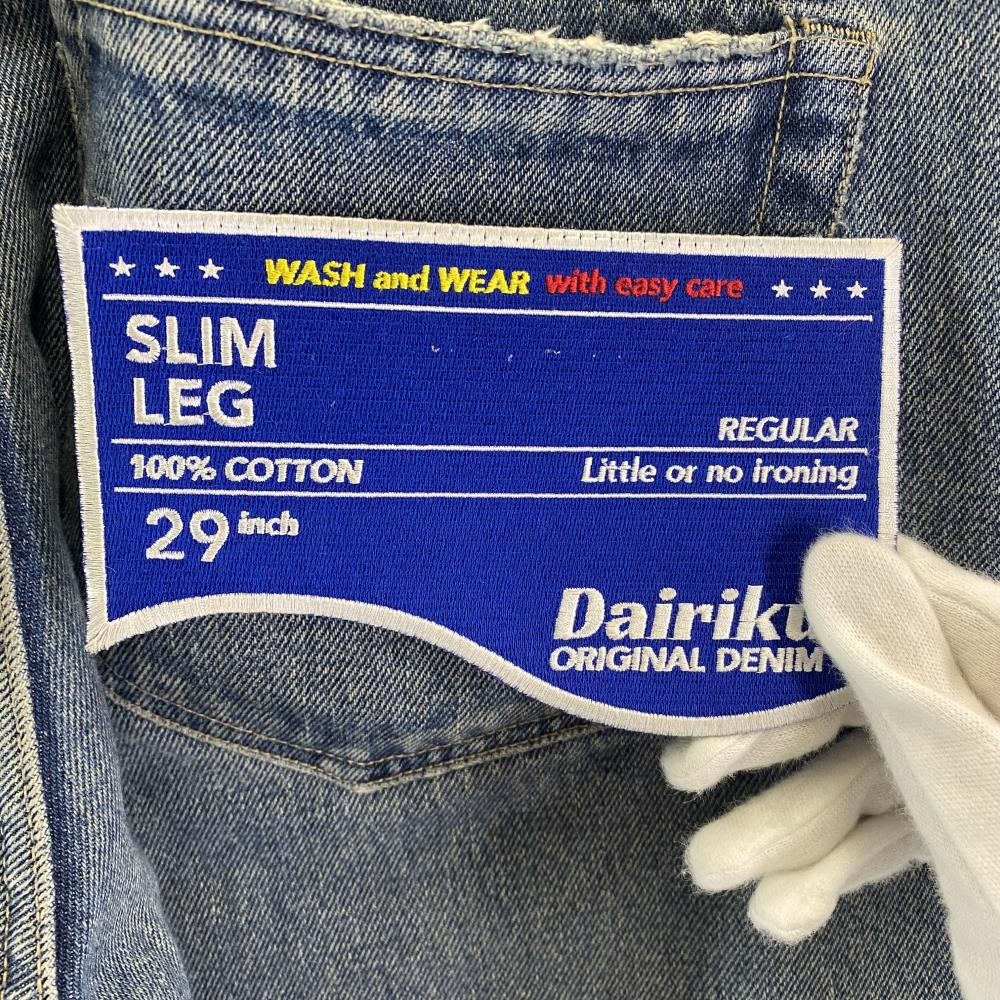 WASH and WEAR with easy care
SLIM
LEG
REGULAR
100% COTTON Little or no ironing
29 inch
Dairiku
ORIGINAL DENIM